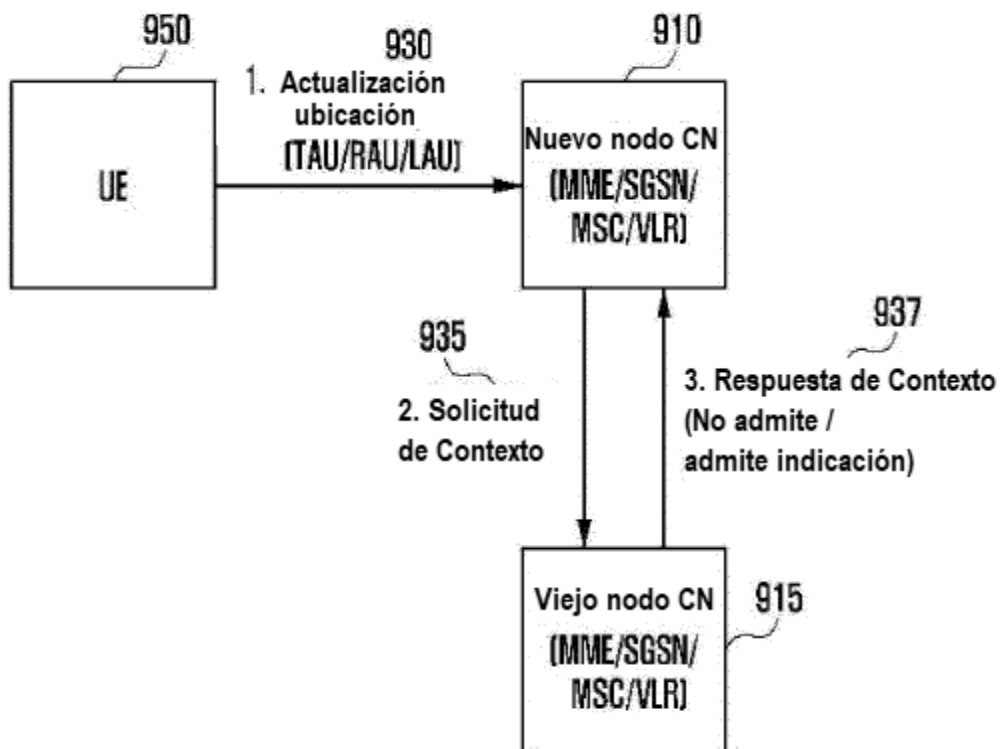 950
930
910
1. Actualización
ubicación
(TAU/RAU/LAU)
UE
Nuevo nodo CN
(MME/SGSN/
MSC/VLR)
935
937
2. Solicitud
de Contexto
3. Respuesta de Contexto
(No admite /
admite indicación)
Viejo nodo CN
(MME/SGSN/
MSC/VLR)
915